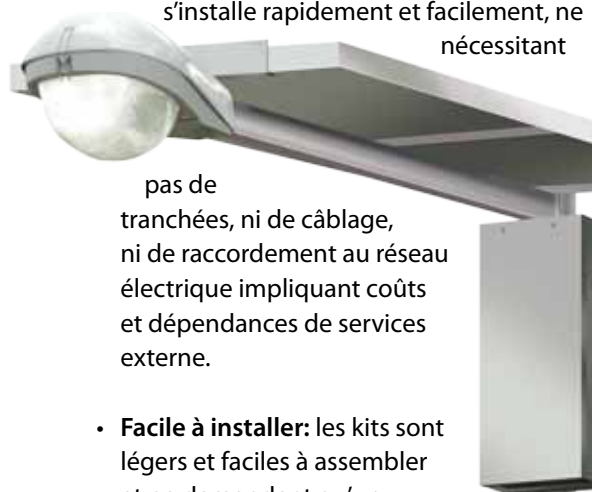 s’installe rapidement et facilement, ne
nécessitant
pas de
tranchées, ni de câblage,
ni de raccordement au réseau
électrique impliquant coûts
et dépendances de services
externe.
• Facile à installer: les kits sont
légers et faciles à assembler